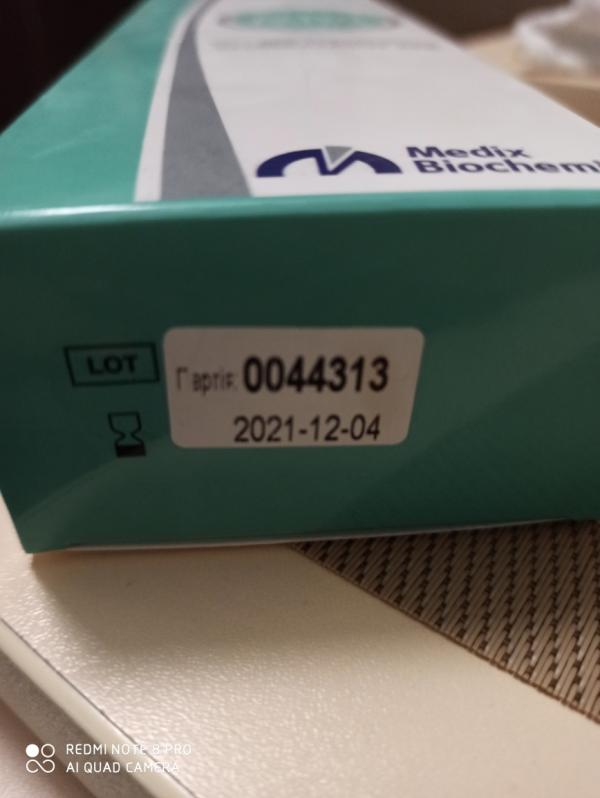 Medix
Biochem
LOT
Партія: 0044313
2021-12-04
REDMI NOTE 8 PRO
AI QUAD CAMERA